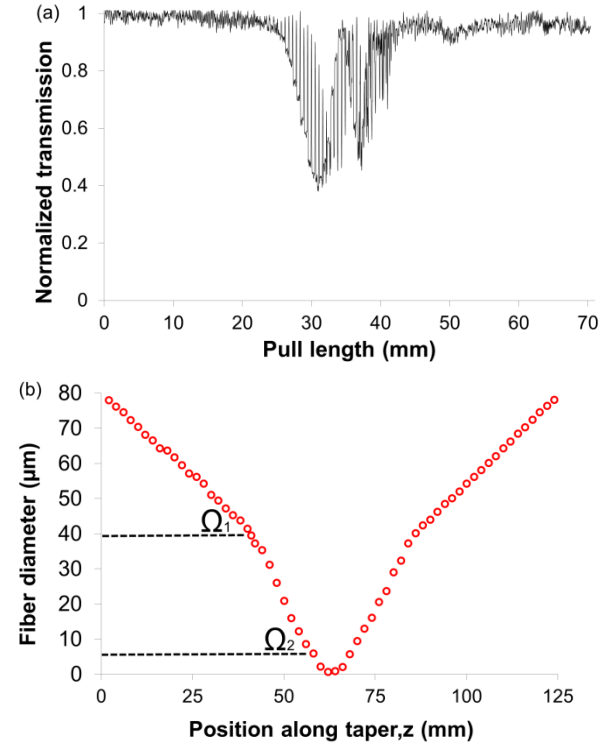 (a)
1
0.8
0.6
0.4
0.2
0
Normalized transmission
0 10 20 30 40 50 60 70
Pull length (mm)
(b)
80
70
60
50
40
30
20
10
0
Fiber diameter (µm)
Ω1
Ω2
0 25 50 75 100 125
Position along taper,z (mm)